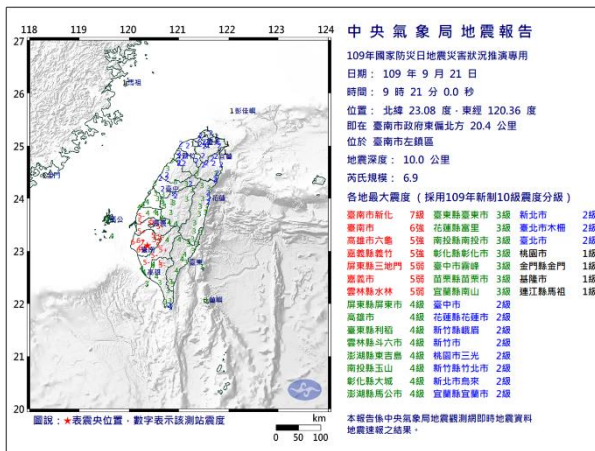 118 119 120 121 122 123 124
27
26
25
24
23
22
21
20
馬祖
彭佳嶼
金門
臺中
花蓮
臺東
高雄
蘭嶼
km
0 50 100
圖說：★表震央位置，數字表示該測站震度
中央氣象局地震報告
109年國家防災日地震災害狀況推演專用
日期： 109 年 9 月 21 日
時間： 9 時 21 分 0.0 秒
位置： 北緯 23.08 度．東經 120.36 度
即在 臺南市政府東偏北方 20.4 公里
位於 臺南市左鎮區
地震深度： 10.0 公里
芮氏規模： 6.9
各地最大震度（採用109年新制10級震度分級）
臺南市新化 7級 臺東縣臺東市 3級 新北市 2級
臺南市 6強 花蓮縣富里 3級 臺北市木柵 2級
高雄市六龜 5強 南投縣南投市 3級 臺北市 2級
嘉義縣義竹 5強 彰化縣彰化市 3級 桃園市 1級
屏東縣三地門 5弱 臺中市霧峰 3級 金門縣金門 1級
嘉義市 5弱 苗栗縣苗栗市 3級 基隆市 1級
雲林縣水林 5弱 宜蘭縣南山 3級 連江縣馬祖 1級
屏東縣屏東市 4級 臺中市 2級
高雄市 4級 花蓮縣花蓮市 2級
臺東縣利稻 4級 新竹縣峨眉 2級
雲林縣斗六市 4級 新竹市 2級
澎湖縣東吉島 4級 桃園市三光 2級
南投縣玉山 4級 新竹縣竹北市 2級
彰化縣大城 4級 新北市烏來 2級
澎湖縣馬公市 4級 宜蘭縣宜蘭市 2級
本報告係中央氣象局地震觀測網即時地震資料
地震速報之結果。